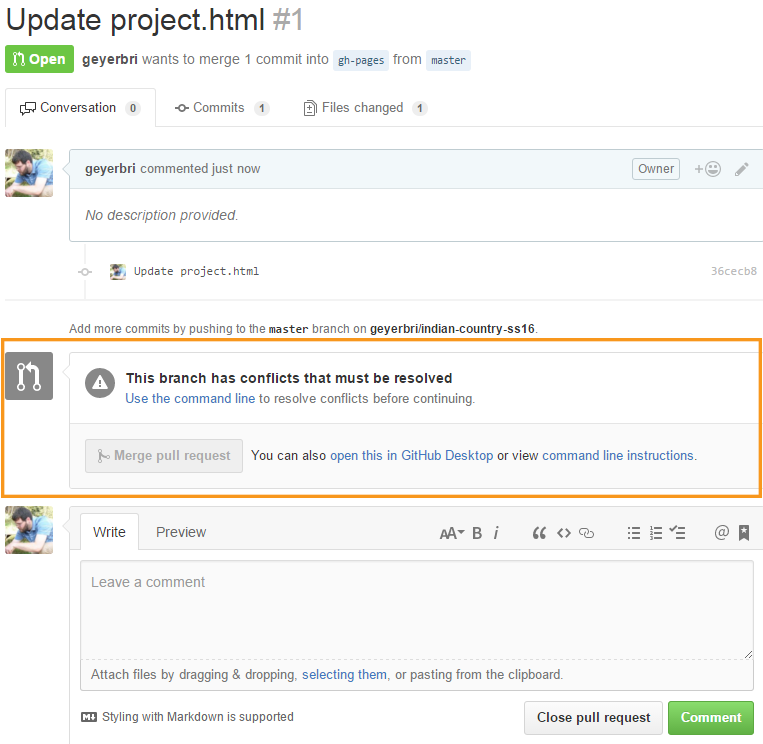 Update project.html #1
Open geyerbri wants to merge 1 commit into gh-pages from master
Conversation 0 Commits 1 Files changed 1
geyerbri commented just now Owner
No description provided.
Update project.html 36cecb8
Add more commits by pushing to the master branch on geyerbri/indian-country-ss16.
This branch has conflicts that must be resolved
Use the command line to resolve conflicts before continuing.
Merge pull request You can also open this in GitHub Desktop or view command line instructions.
Write Preview AA B i
Leave a comment
Attach files by dragging & dropping, selecting them, or pasting from the clipboard.
Styling with Markdown is supported Close pull request Comment